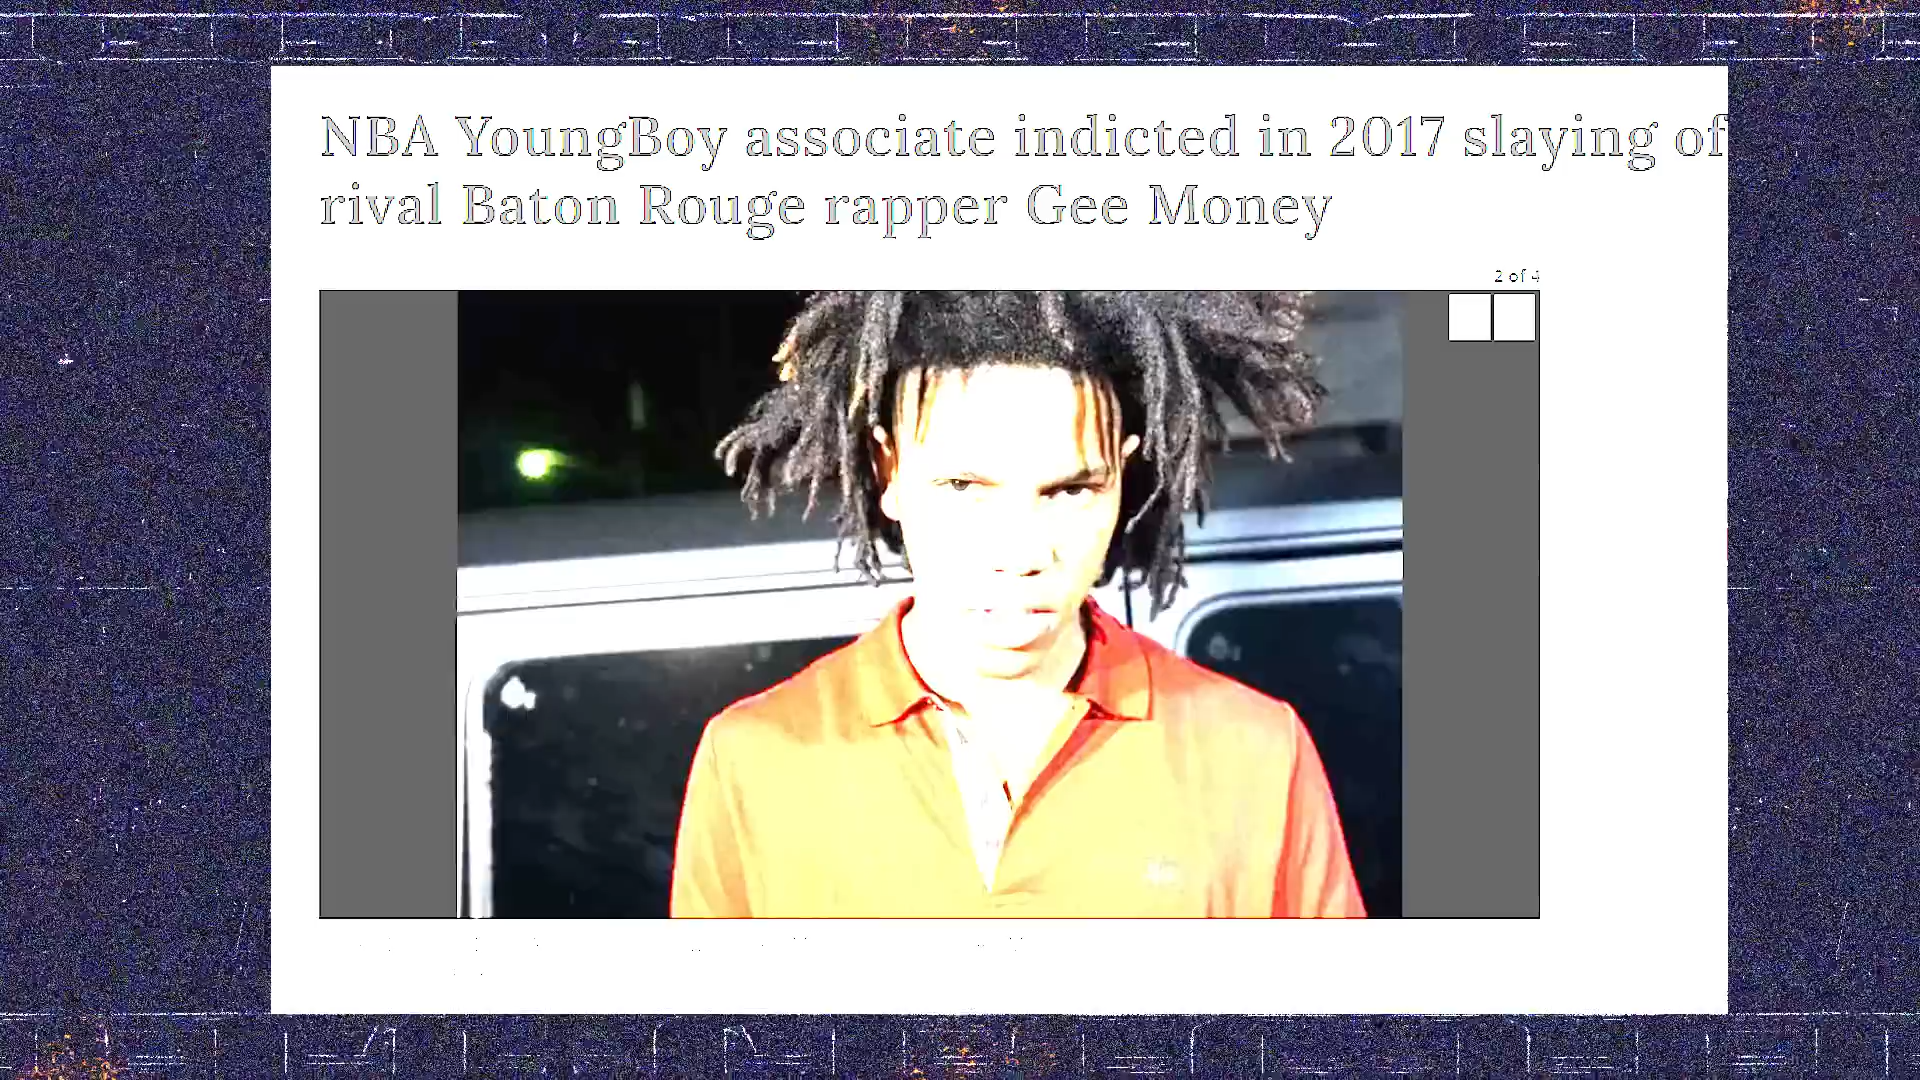 NBA YoungBoy associate indicted in 2017 slaying of
rival Baton Rouge rapper Gee Money
2 of 4